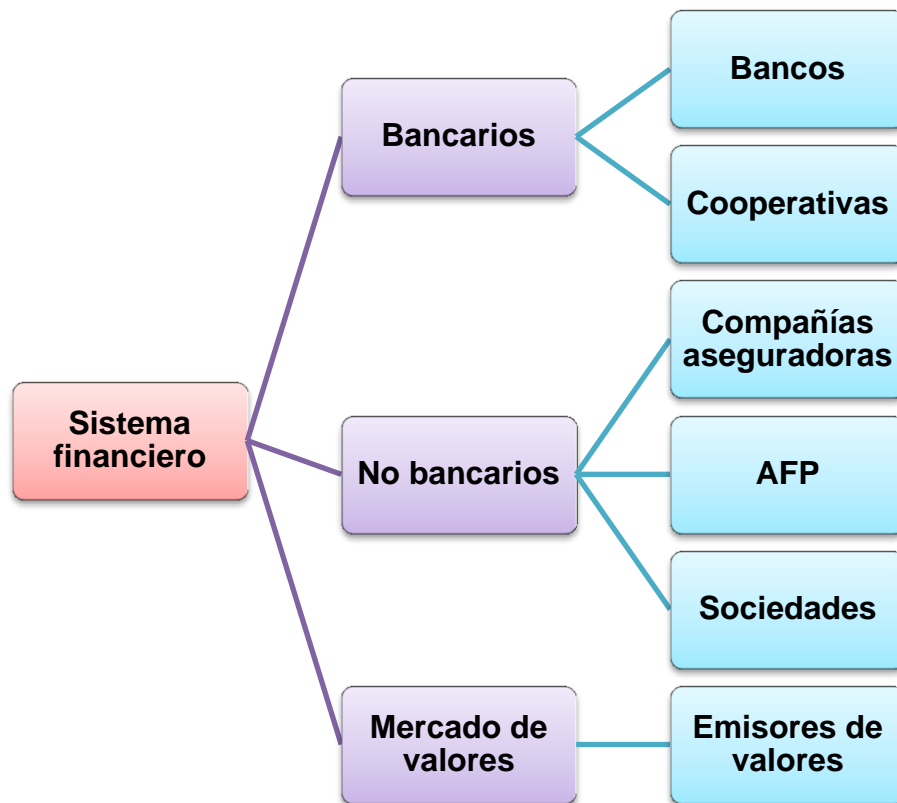 Sistema
financiero
Bancarios
Bancos
Cooperativas
No bancarios
Compañías
aseguradoras
AFP
Sociedades
Mercado de
valores
Emisores de
valores